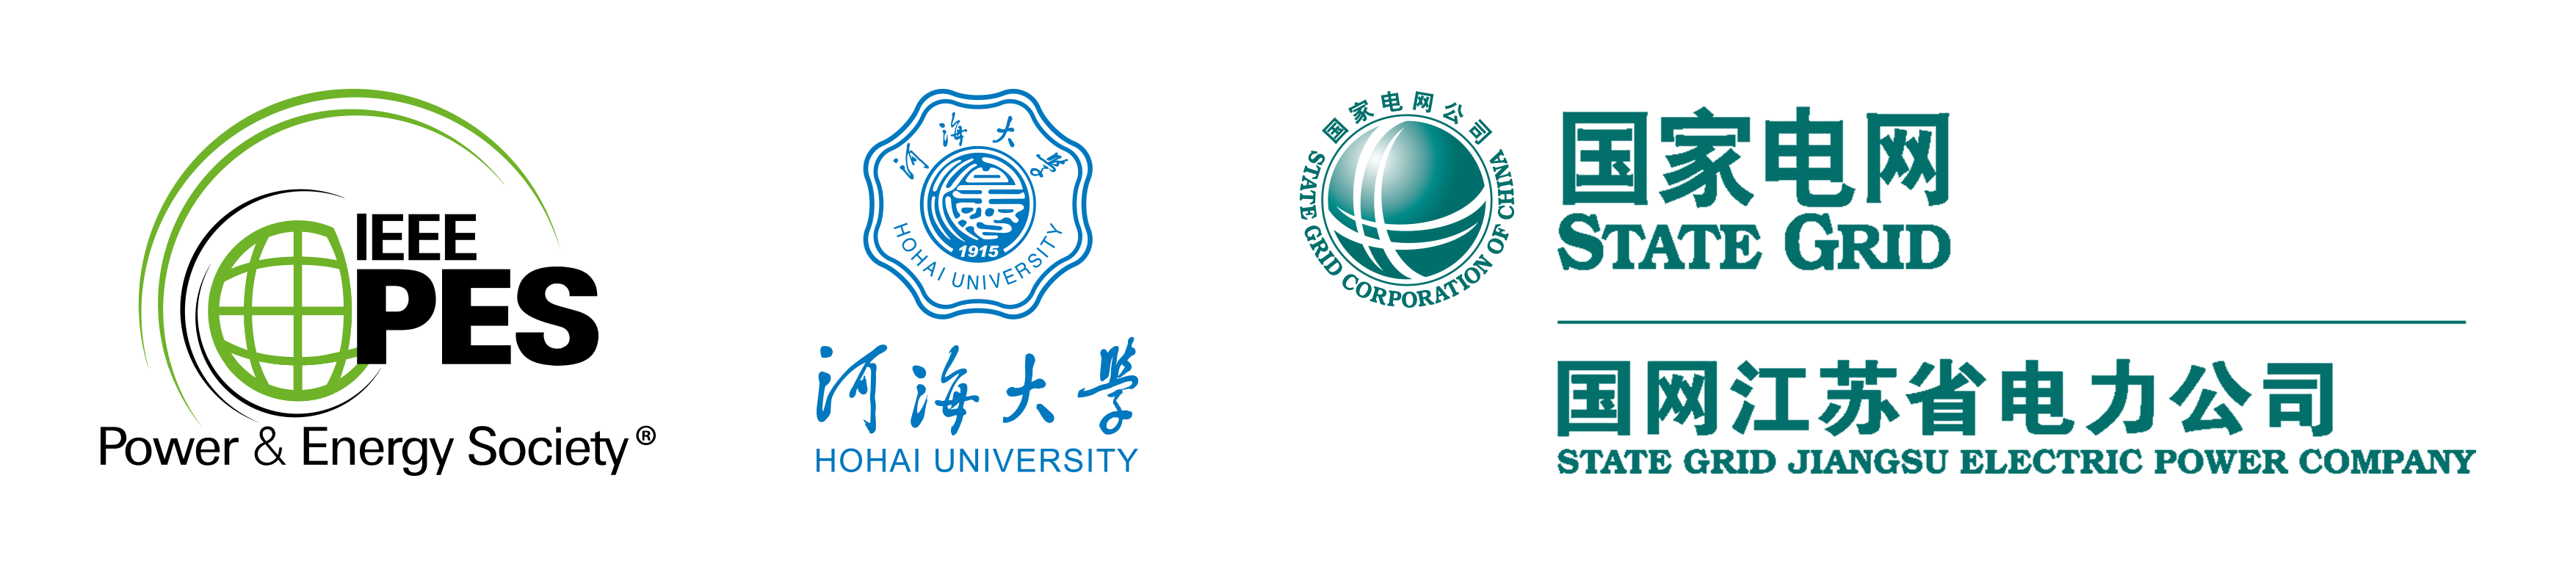 IEEE
PES
Power & Energy Society®
河海大学
1915
HOHAI UNIVERSITY
河海大學
HOHAI UNIVERSITY
国家电网公司
STATE GRID CORPORATION OF CHINA
国家电网
STATE GRID
国网江苏省电力公司
STATE GRID JIANGSU ELECTRIC POWER COMPANY